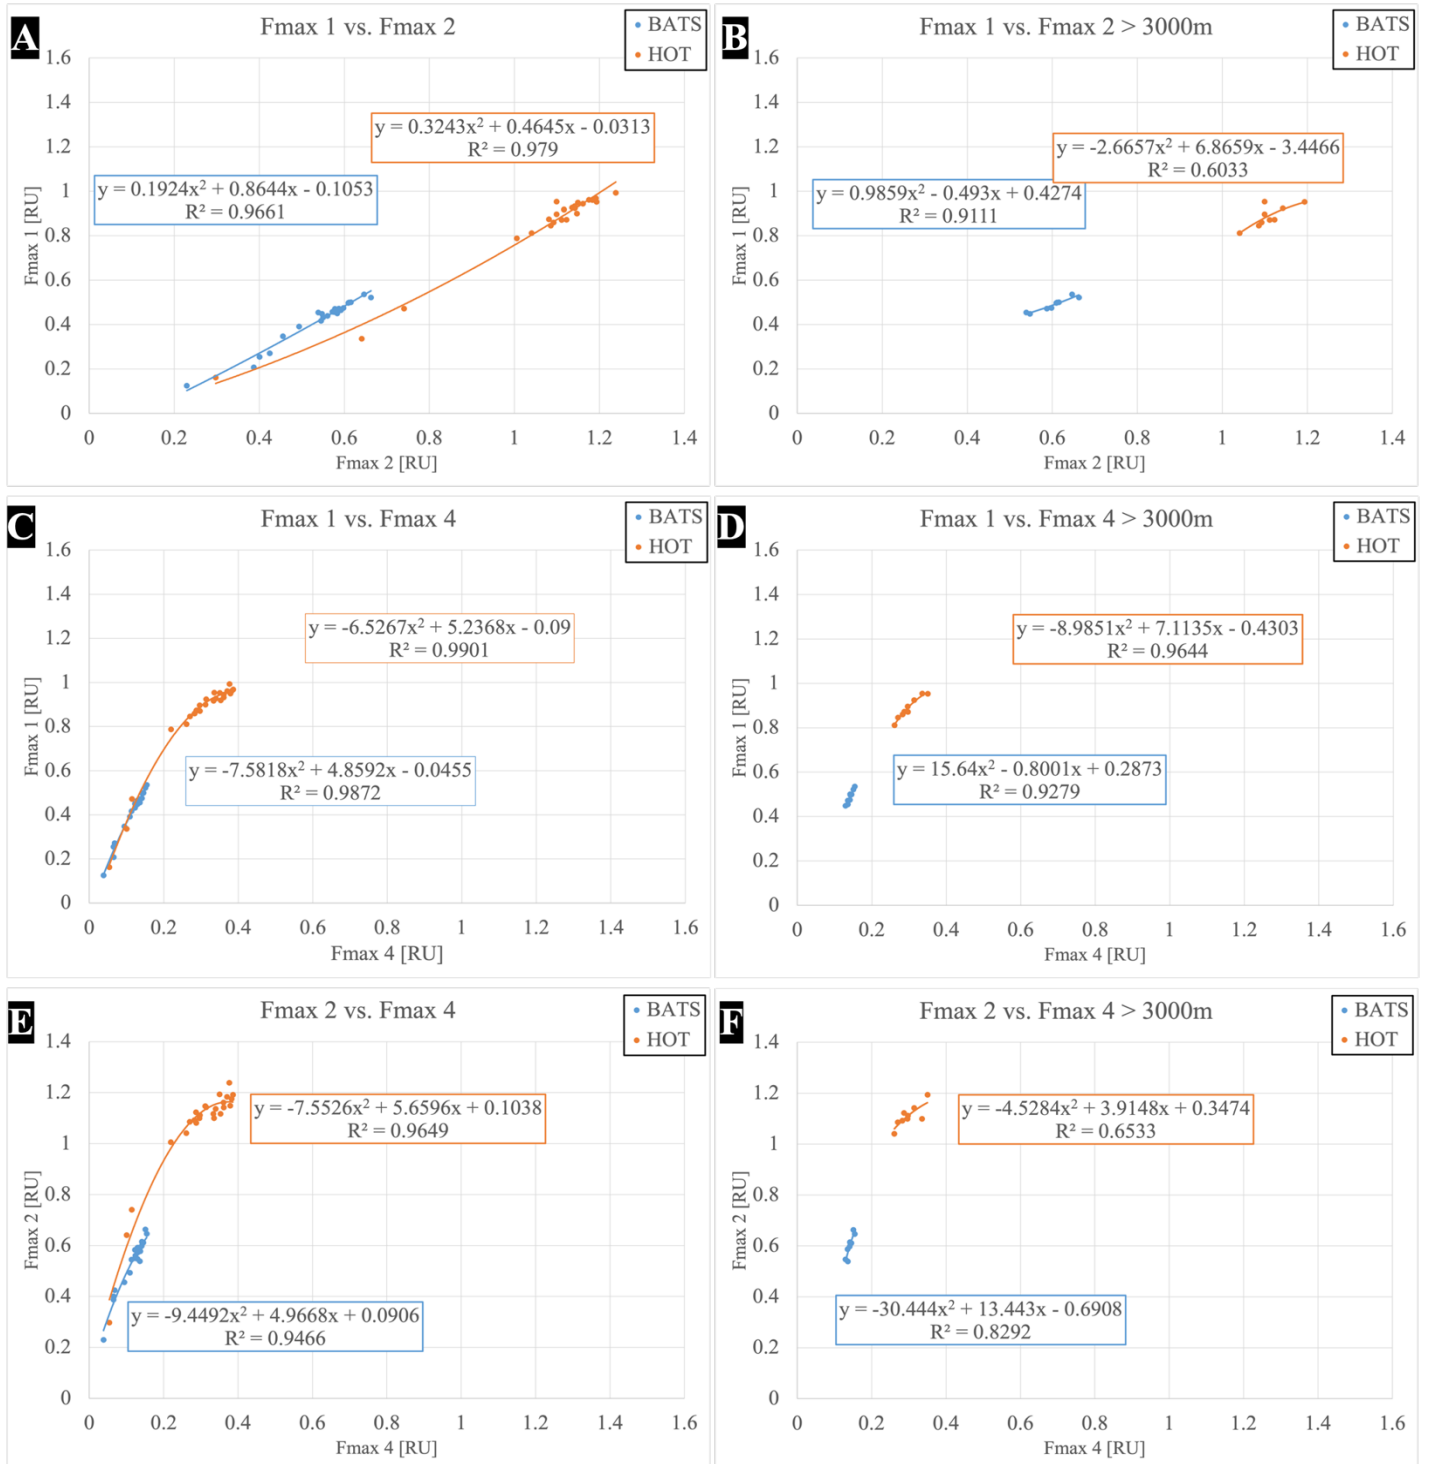 A
Fmax 1 vs. Fmax 2
BATS
HOT
1.6
1.4
1.2
1
0.8
0.6
0.4
0.2
0
Fmax 1 [RU]
y = 0.3243x² + 0.4645x - 0.0313
R² = 0.979
y = 0.1924x² + 0.8644x - 0.1053
R² = 0.9661
0 0.2 0.4 0.6 0.8 1 1.2 1.4
Fmax 2 [RU]
B
Fmax 1 vs. Fmax 2 > 3000m
BATS
HOT
1.6
1.4
1.2
1
0.8
0.6
0.4
0.2
0
Fmax 1 [RU]
y = -2.6657x² + 6.8659x - 3.4466
R² = 0.6033
y = 0.9859x² - 0.493x + 0.4274
R² = 0.9111
0 0.2 0.4 0.6 0.8 1 1.2 1.4
Fmax 2 [RU]
C
Fmax 1 vs. Fmax 4
BATS
HOT
1.6
1.4
1.2
1
0.8
0.6
0.4
0.2
0
Fmax 1 [RU]
y = -6.5267x² + 5.2368x - 0.09
R² = 0.9901
y = -7.5818x² + 4.8592x - 0.0455
R² = 0.9872
0 0.2 0.4 0.6 0.8 1 1.2 1.4 1.6
Fmax 4 [RU]
D
Fmax 1 vs. Fmax 4 > 3000m
BATS
HOT
1.6
1.4
1.2
1
0.8
0.6
0.4
0.2
0
Fmax 1 [RU]
y = -8.9851x² + 7.1135x - 0.4303
R² = 0.9644
y = 15.64x² - 0.8001x + 0.2873
R² = 0.9279
0 0.2 0.4 0.6 0.8 1 1.2 1.4 1.6
Fmax 4 [RU]
E
Fmax 2 vs. Fmax 4
BATS
HOT
1.4
1.2
1
0.8
0.6
0.4
0.2
0
Fmax 2 [RU]
y = -7.5526x² + 5.6596x + 0.1038
R² = 0.9649
y = -9.4492x² + 4.9668x + 0.0906
R² = 0.9466
0 0.2 0.4 0.6 0.8 1 1.2 1.4 1.6
Fmax 4 [RU]
F
Fmax 2 vs. Fmax 4 > 3000m
BATS
HOT
1.4
1.2
1
0.8
0.6
0.4
0.2
0
Fmax 2 [RU]
y = -4.5284x² + 3.9148x + 0.3474
R² = 0.6533
y = -30.444x² + 13.443x - 0.6908
R² = 0.8292
0 0.2 0.4 0.6 0.8 1 1.2 1.4 1.6
Fmax 4 [RU]